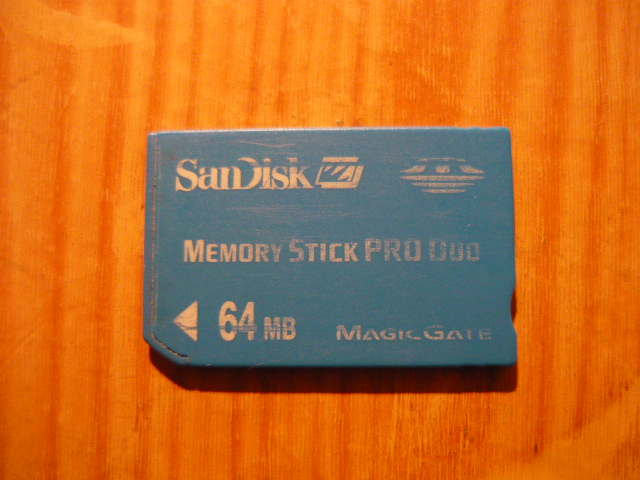 SanDisk
MEMORY STICK PRO DUO
64 MB
MAGICGATE